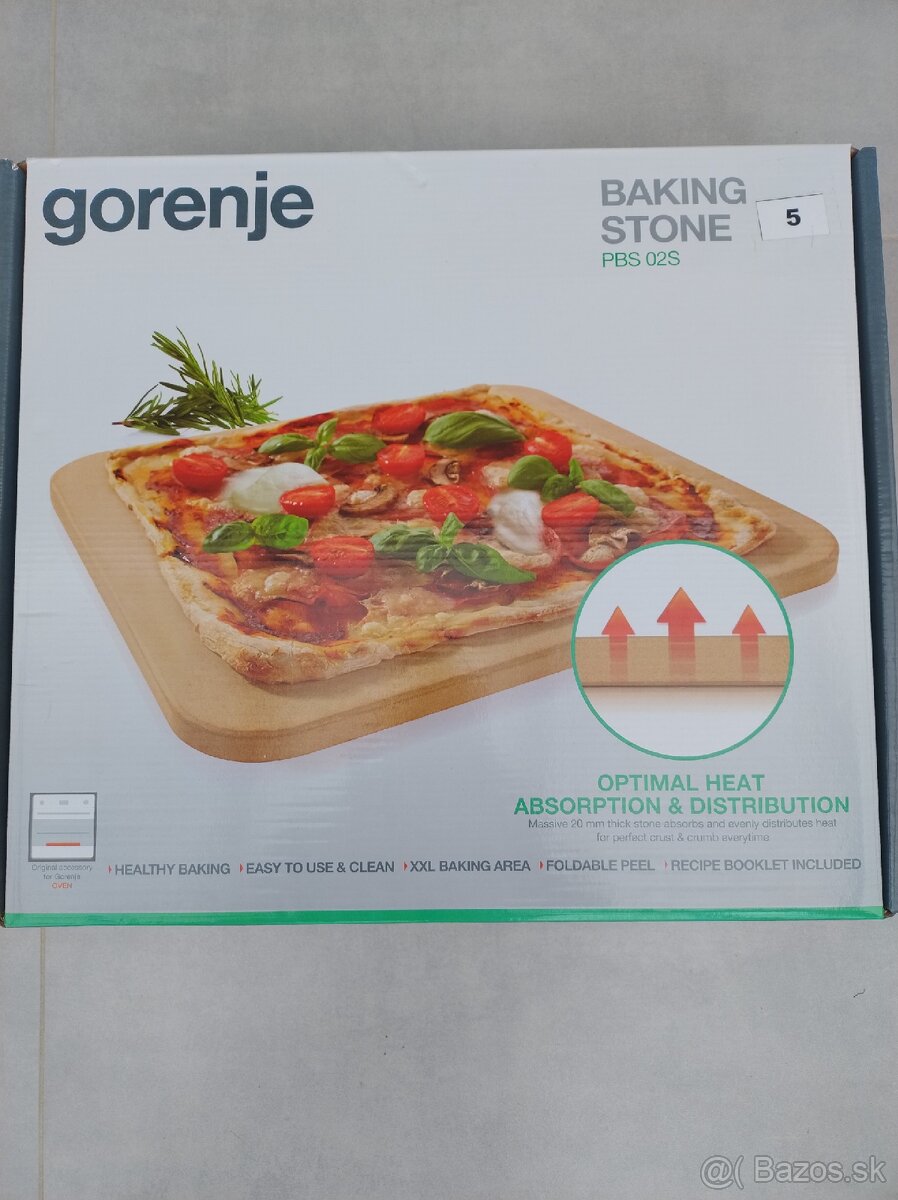 gorenje
BAKING
STONE
PBS 02S
5
OPTIMAL HEAT
ABSORPTION & DISTRIBUTION
Massive 20 mm thick stone absorbs and evenly distributes heat
for perfect crust & crumb everytime
Original accessory
for Gorenje
OVEN
HEALTHY BAKING EASY TO USE & CLEAN XXL BAKING AREA FOLDABLE PEEL RECIPE BOOKLET INCLUDED
@( Bazos.sk